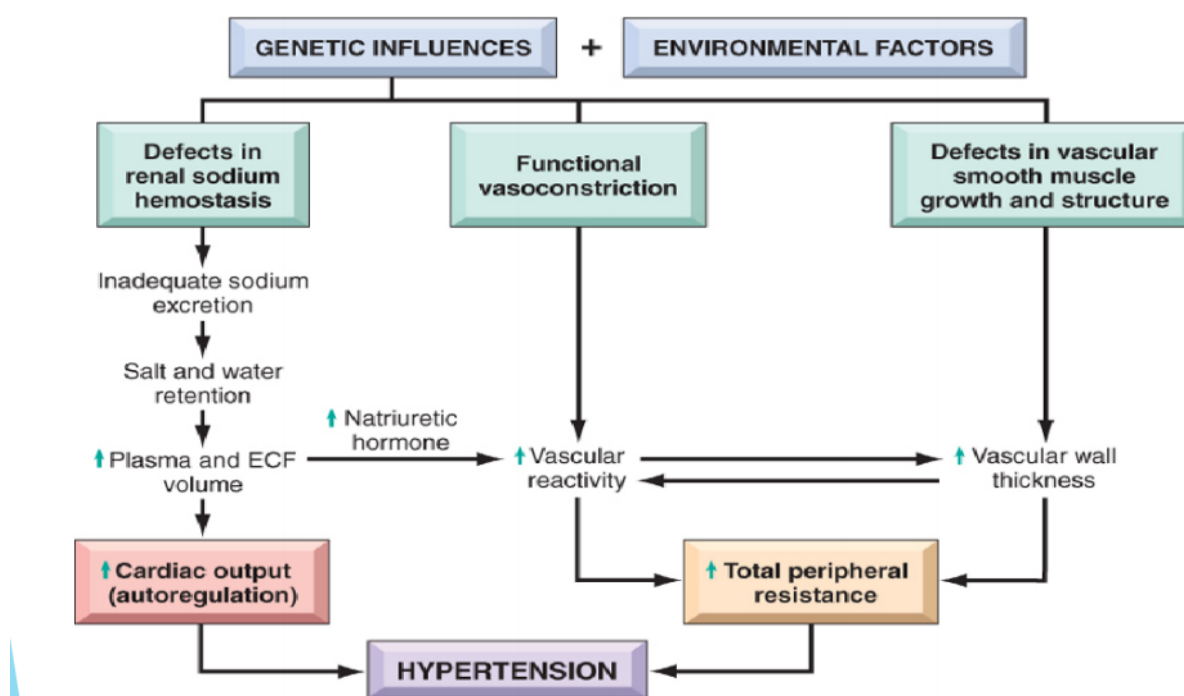 GENETIC INFLUENCES + ENVIRONMENTAL FACTORS
Defects in
renal sodium
hemostasis
Functional
vasoconstriction
Defects in vascular
smooth muscle
growth and structure
Inadequate sodium
excretion
Salt and water
retention
↑ Natriuretic
hormone
↑ Plasma and ECF
volume
↑ Vascular
reactivity
↑ Vascular wall
thickness
↑ Cardiac output
(autoregulation)
↑ Total peripheral
resistance
HYPERTENSION